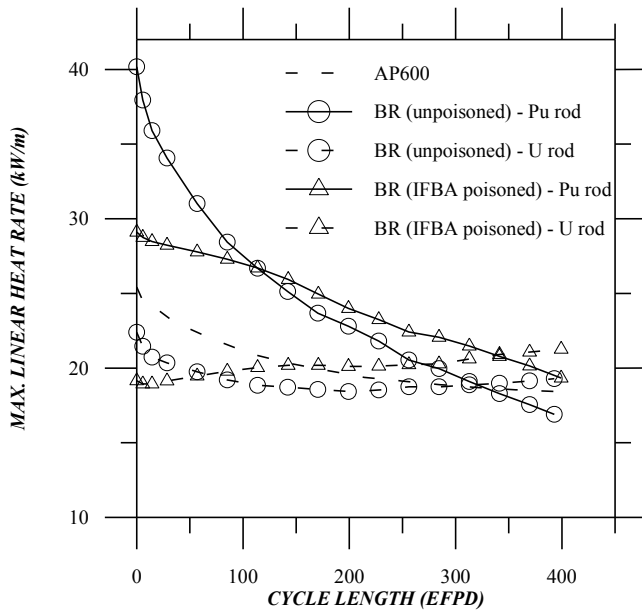 40
30
20
10
MAX. LINEAR HEAT RATE (kW/m)
AP600
BR (unpoisoned) - Pu rod
BR (unpoisoned) - U rod
BR (IFBA poisoned) - Pu rod
BR (IFBA poisoned) - U rod
0 100 200 300 400
CYCLE LENGTH (EFPD)